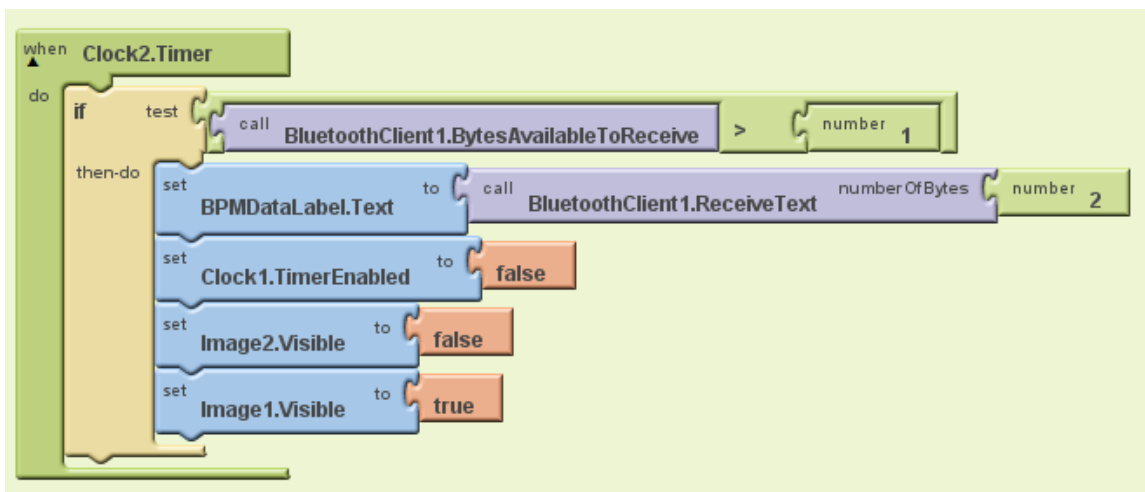 when Clock2.Timer
do if test call BluetoothClient1.BytesAvailableToReceive > number 1
then-do set BPMDataLabel.Text to call BluetoothClient1.ReceiveText numberOfBytes number 2
set Clock1.TimerEnabled to false
set Image2.Visible to false
set Image1.Visible to true